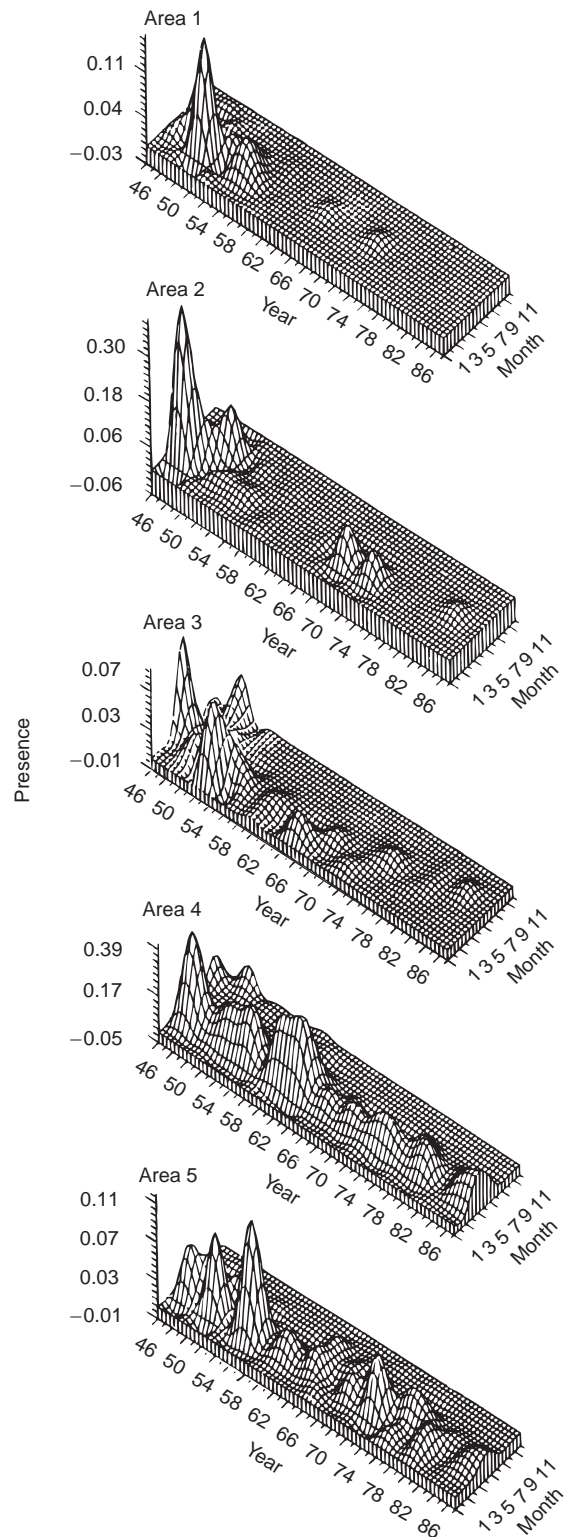 Area 1
0.11
0.04
−0.03
46 50 54 58 62 66 70 74 78 82 86
Year
1 3 5 7 9 11
Month
Area 2
0.30
0.18
0.06
−0.06
46 50 54 58 62 66 70 74 78 82 86
Year
1 3 5 7 9 11
Month
Area 3
0.07
0.03
−0.01
46 50 54 58 62 66 70 74 78 82 86
Year
1 3 5 7 9 11
Month
Presence
Area 4
0.39
0.17
−0.05
46 50 54 58 62 66 70 74 78 82 86
Year
1 3 5 7 9 11
Month
Area 5
0.11
0.07
0.03
−0.01
46 50 54 58 62 66 70 74 78 82 86
Year
1 3 5 7 9 11
Month